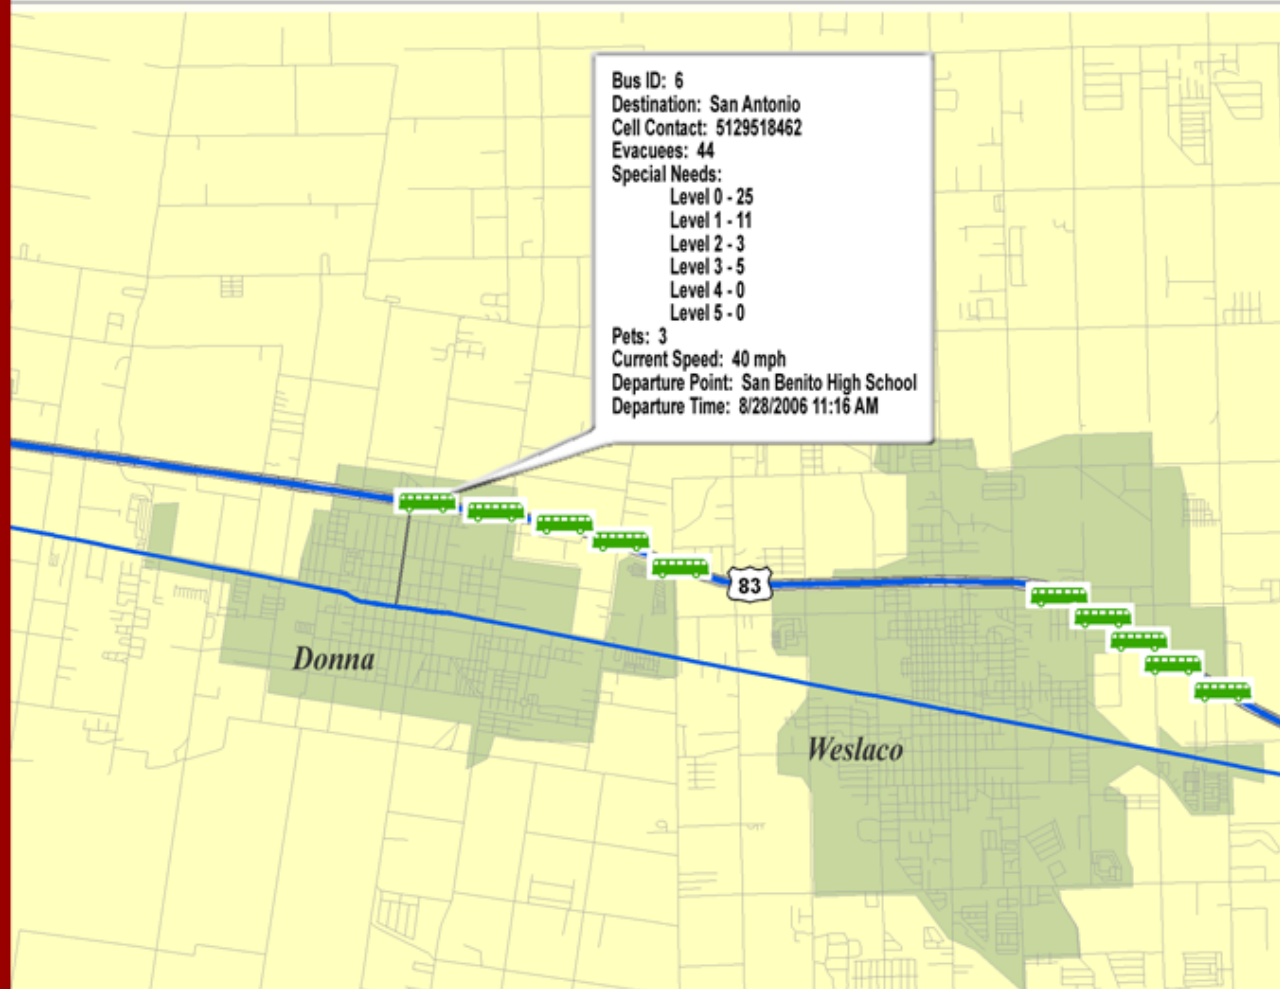 Bus ID: 6
Destination: San Antonio
Cell Contact: 5129518462
Evacuees: 44
Special Needs:
Level 0 - 25
Level 1 - 11
Level 2 - 3
Level 3 - 5
Level 4 - 0
Level 5 - 0
Pets: 3
Current Speed: 40 mph
Departure Point: San Benito High School
Departure Time: 8/28/2006 11:16 AM
83
Donna
Weslaco